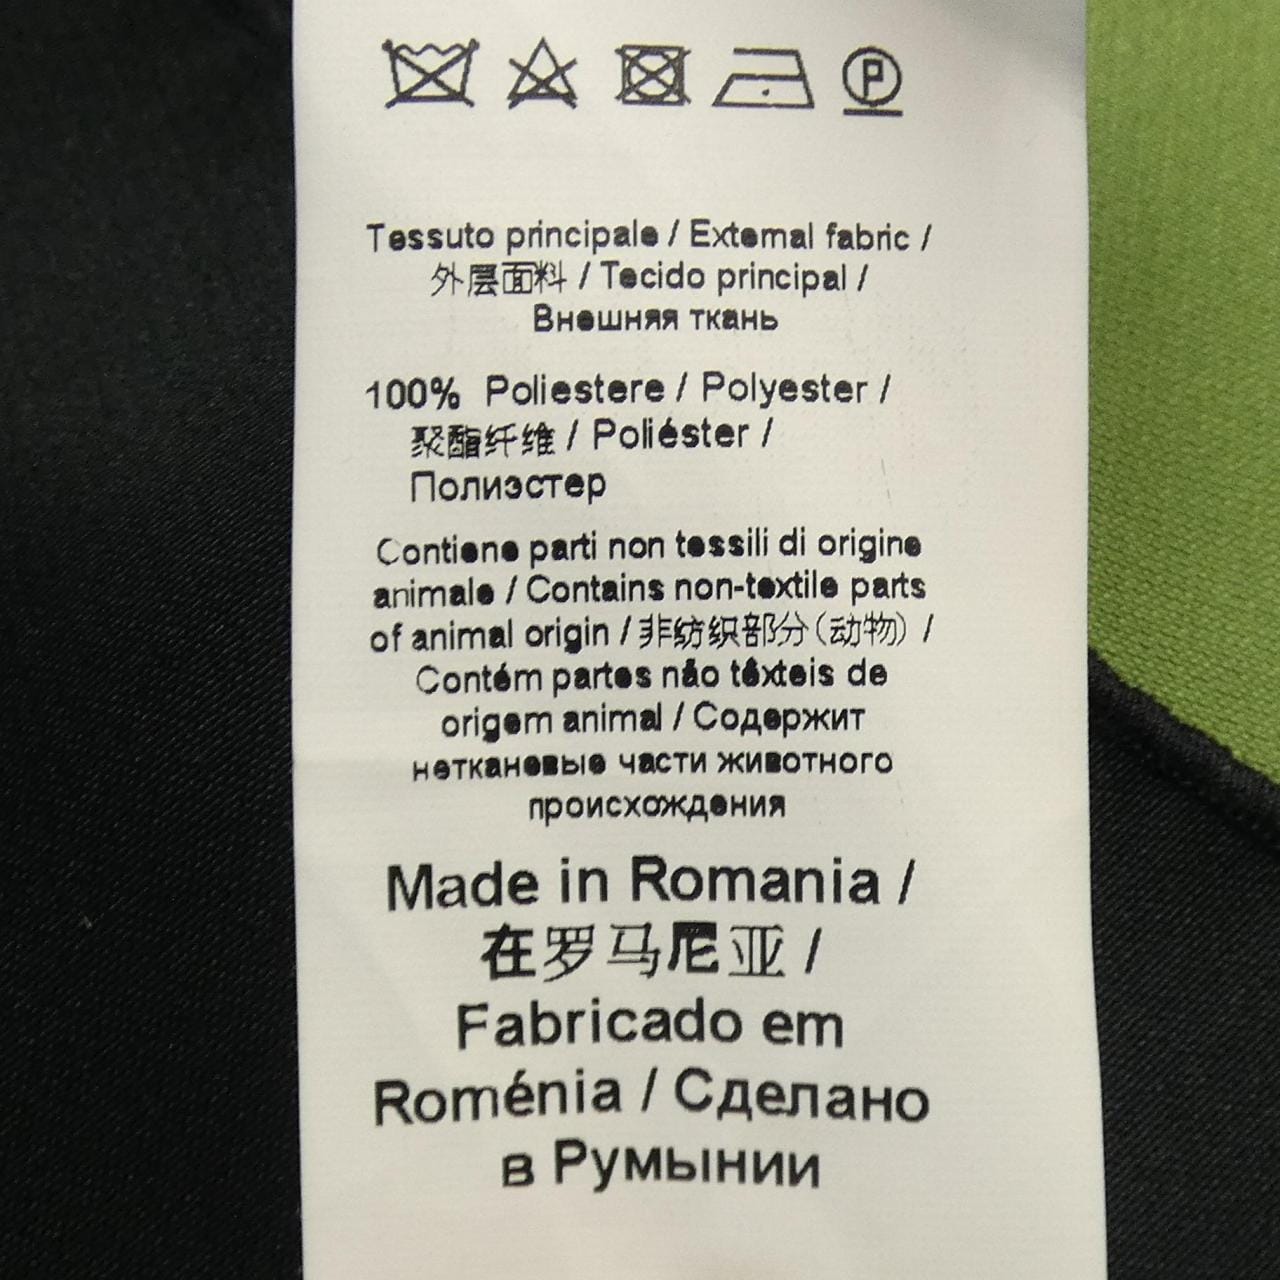 P
Tessuto principale / External fabric /
外层面料 / Tecido principal /
Внешняя ткань
100% Poliestere / Polyester /
聚酯纤维 / Poliéster /
Полиэстер
Contiene parti non tessili di origine
animale / Contains non-textile parts
of animal origin / 非纺织部分(动物) /
Contém partes não têxteis de
origem animal / Содержит
нетканевые части животного
происхождения
Made in Romania /
在罗马尼亚 /
Fabricado em
Roménia / Сделано
в Румынии